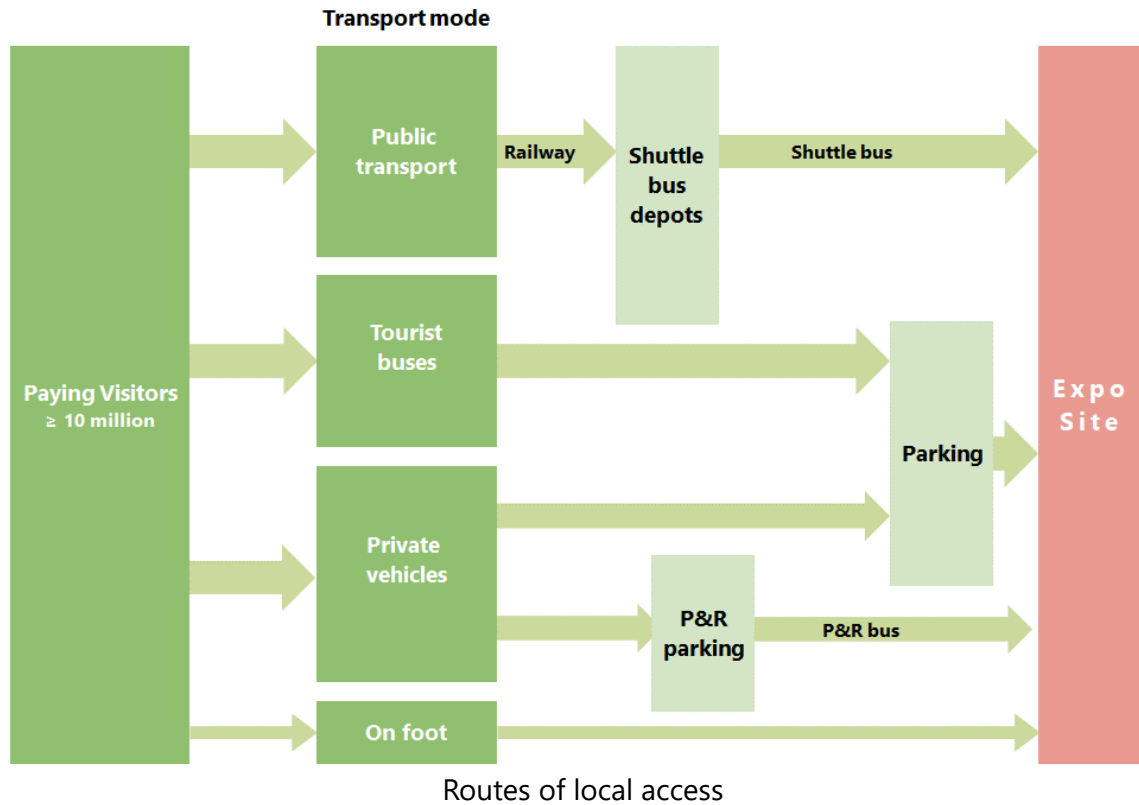 Transport mode
Public
transport
Railway
Shuttle
bus
depots
Shuttle bus
Tourist
buses
Paying Visitors
≥ 10 million
Expo
Site
Parking
Private
vehicles
P&R
parking
P&R bus
On foot
Routes of local access